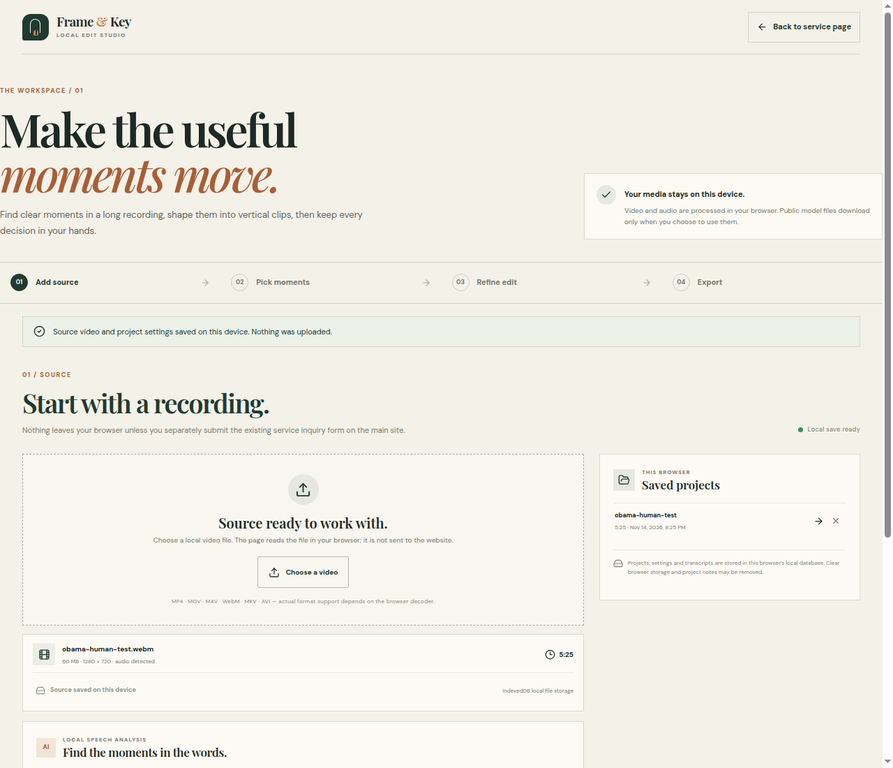 Frame & Key
LOCAL EDIT STUDIO
Back to service page
THE WORKSPACE / 01
Make the useful
moments move.
Find clear moments in a long recording, shape them into vertical clips, then keep every
decision in your hands.
Your media stays on this device.
Video and audio are processed in your browser. Public model files download
only when you choose to use them.
01 Add source
02 Pick moments
03 Refine edit
04 Export
Source video and project settings saved on this device. Nothing was uploaded.
01 / SOURCE
Start with a recording.
Nothing leaves your browser unless you separately submit the existing service inquiry form on the main site.
Local save ready
Source ready to work with.
Choose a local video file. The page reads the file in your browser; it is not sent to the website.
Choose a video
MP4 · MOV · M4V · WebM · MKV · AVI — actual format support depends on the browser decoder.
THIS BROWSER
Saved projects
obama-human-test
5:25 · Nov 14, 2026, 8:25 PM
Projects, settings and transcripts are stored in this browser's local database. Clear
browser storage and project notes may be removed.
obama-human-test.webm
60 MB · 1280 × 720 · audio detected
5:25
Source saved on this device
IndexedDB local file storage
AI
LOCAL SPEECH ANALYSIS
Find the moments in the words.